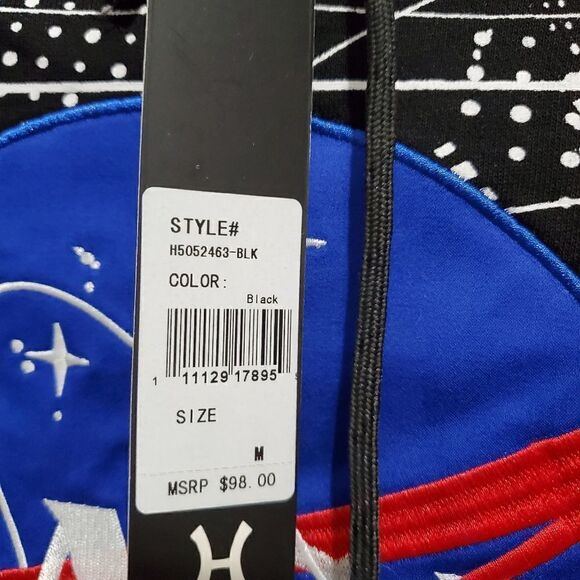 STYLE#
H5052463-BLK
COLOR:
Black
1 11129 17895
SIZE
M
MSRP $98.00
H